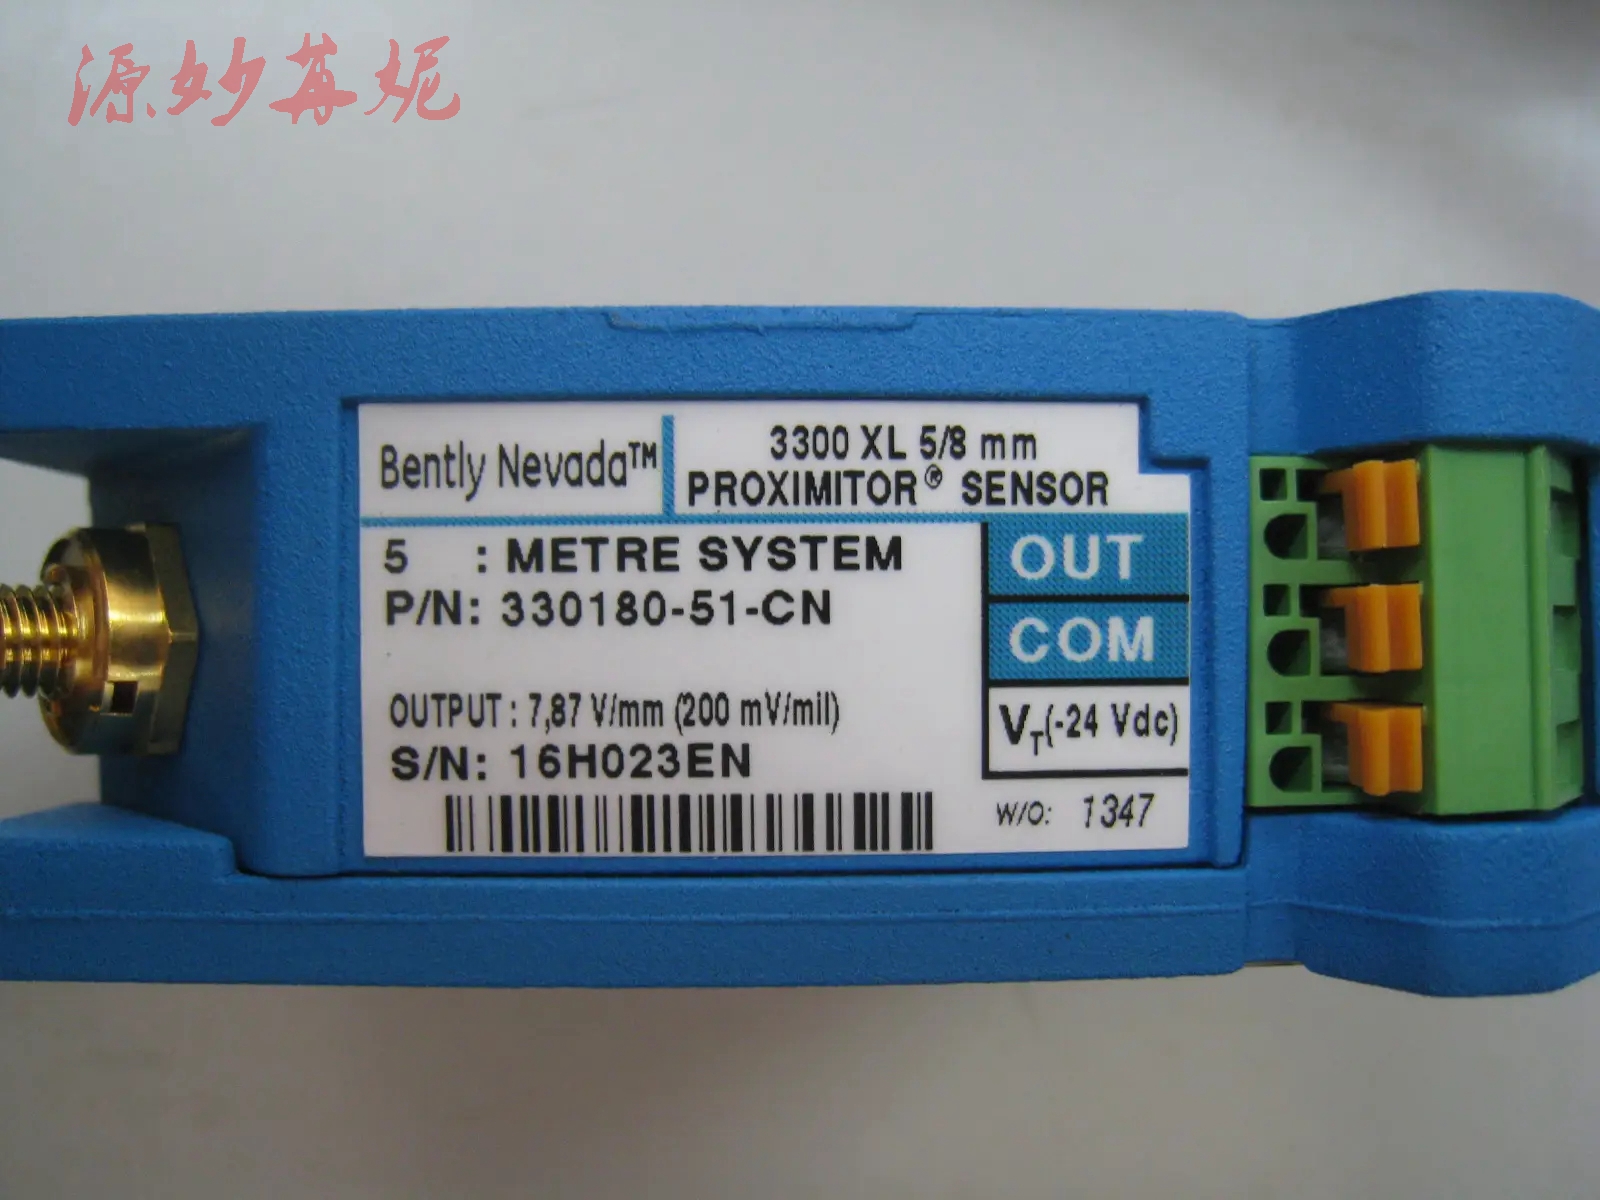 源妙苒妮
Bently Nevada™
3300 XL 5/8 mm
PROXIMITOR® SENSOR
5 : METRE SYSTEM
P/N: 330180-51-CN
OUTPUT : 7,87 V/mm (200 mV/mil)
S/N: 16H023EN
OUT
COM
VT(-24 Vdc)
W/O: 1347